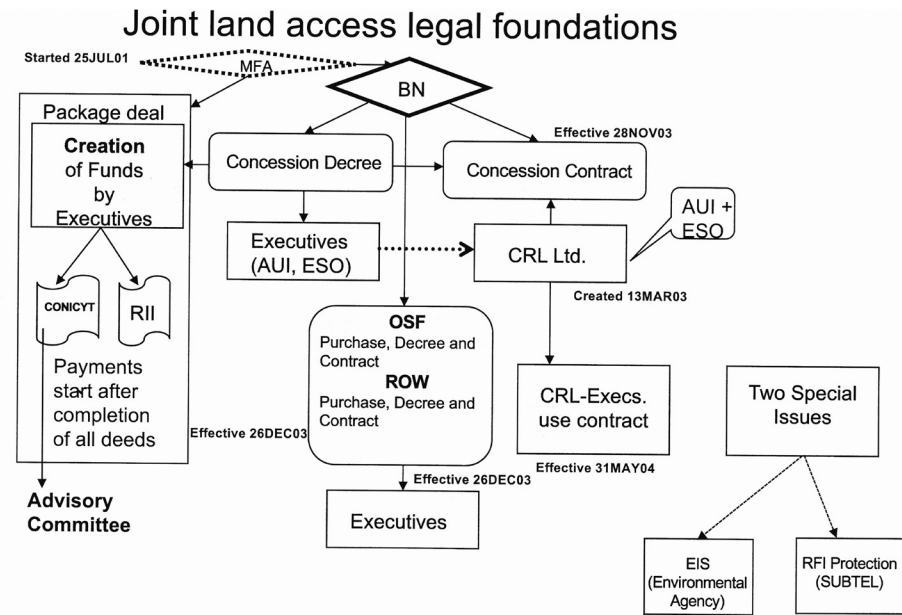 Joint land access legal foundations
Started 25JUL01
MFA
BN
Package deal
Creation
of Funds
by
Executives
Concession Decree
Effective 28NOV03
Concession Contract
AUI +
ESO
Executives
(AUI, ESO)
CRL Ltd.
Created 13MAR03
CONICYT
RII
Payments
start after
completion
of all deeds
Effective 26DEC03
OSF
Purchase, Decree and
Contract
ROW
Purchase, Decree and
Contract
CRL-Execs.
use contract
Effective 31MAY04
Two Special
Issues
Effective 26DEC03
Executives
Advisory
Committee
EIS
(Environmental
Agency)
RFI Protection
(SUBTEL)